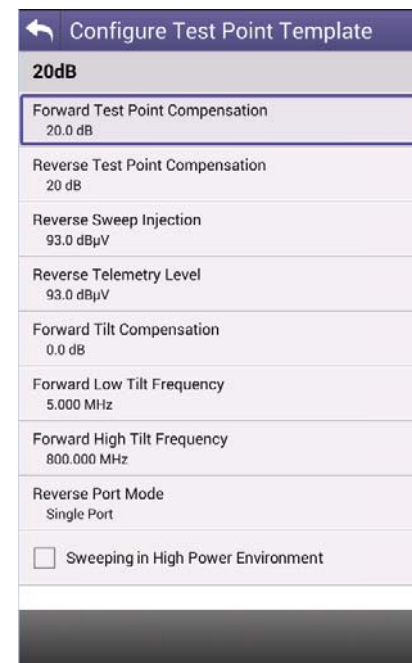 Configure Test Point Template
20dB
Forward Test Point Compensation
20.0 dB
Reverse Test Point Compensation
20 dB
Reverse Sweep Injection
93.0 dBµV
Reverse Telemetry Level
93.0 dBµV
Forward Tilt Compensation
0.0 dB
Forward Low Tilt Frequency
5.000 MHz
Forward High Tilt Frequency
800.000 MHz
Reverse Port Mode
Single Port
Sweeping in High Power Environment